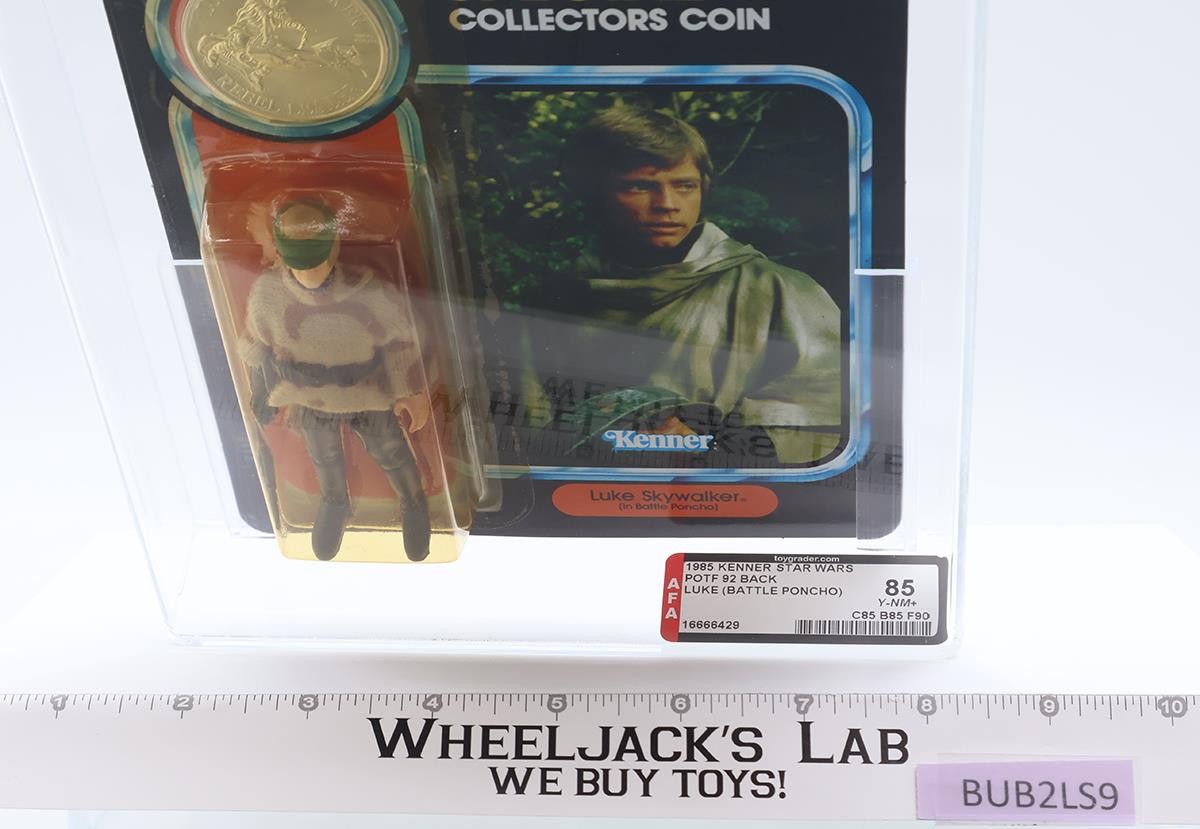 COLLECTORS COIN
REBEL
Kenner
Luke Skywalker
(in Battle Poncho)
toygrader.com
AFA
1985 KENNER STAR WARS
POTF 92 BACK
LUKE (BATTLE PONCHO)
85
Y-NM+
C85 B85 F90
16666429
1 2 3 4 5 6 7 8 9 10
WHEELJACK'S LAB
WE BUY TOYS!
BUB2LS9